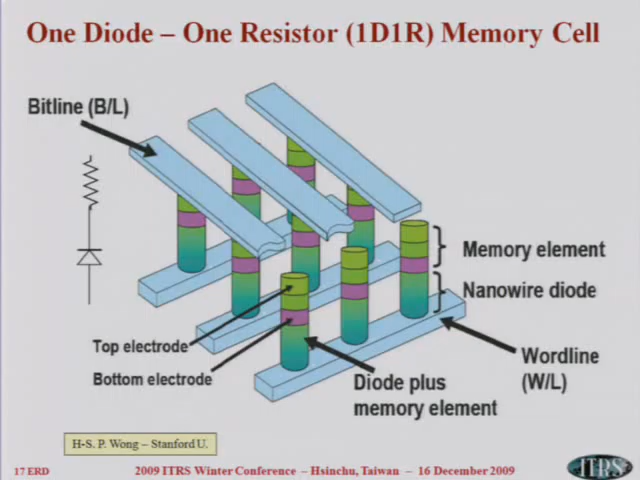 One Diode – One Resistor (1D1R) Memory Cell
Bitline (B/L)
Memory element
Nanowire diode
Top electrode
Bottom electrode
Wordline
(W/L)
Diode plus
memory element
H-S. P. Wong – Stanford U.
17 ERD
2009 ITRS Winter Conference – Hsinchu, Taiwan – 16 December 2009
ITRS